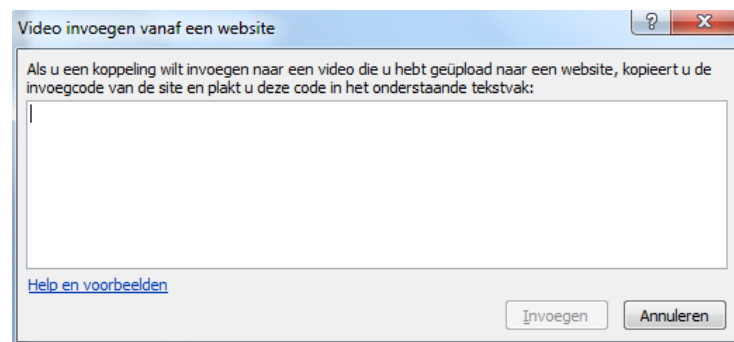 Video invoegen vanaf een website
Als u een koppeling wilt invoegen naar een video die u hebt geüpload naar een website, kopieert u de
invoegcode van de site en plakt u deze code in het onderstaande tekstvak:
Help en voorbeelden
Invoegen Annuleren